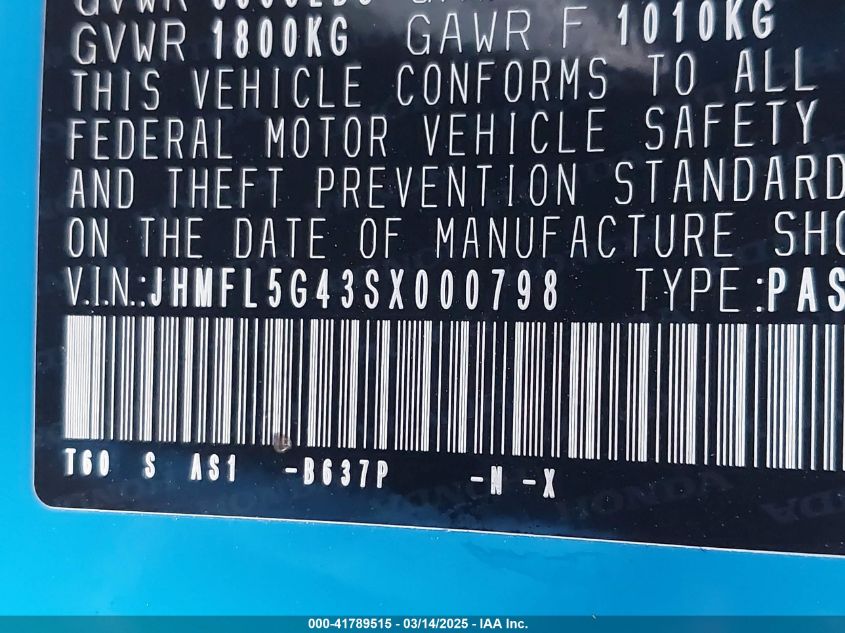 GVWR 1800KG GAWR F 1010KG
THIS VEHICLE CONFORMS TO ALL
FEDERAL MOTOR VEHICLE SAFETY
AND THEFT PREVENTION STANDARD
ON THE DATE OF MANUFACTURE SHO
V.I.N.:JHMFL5G43SX000798 TYPE:PAS
T60 S AS1 -B637P -N -X
000-41789515 - 03/14/2025 - IAA Inc.